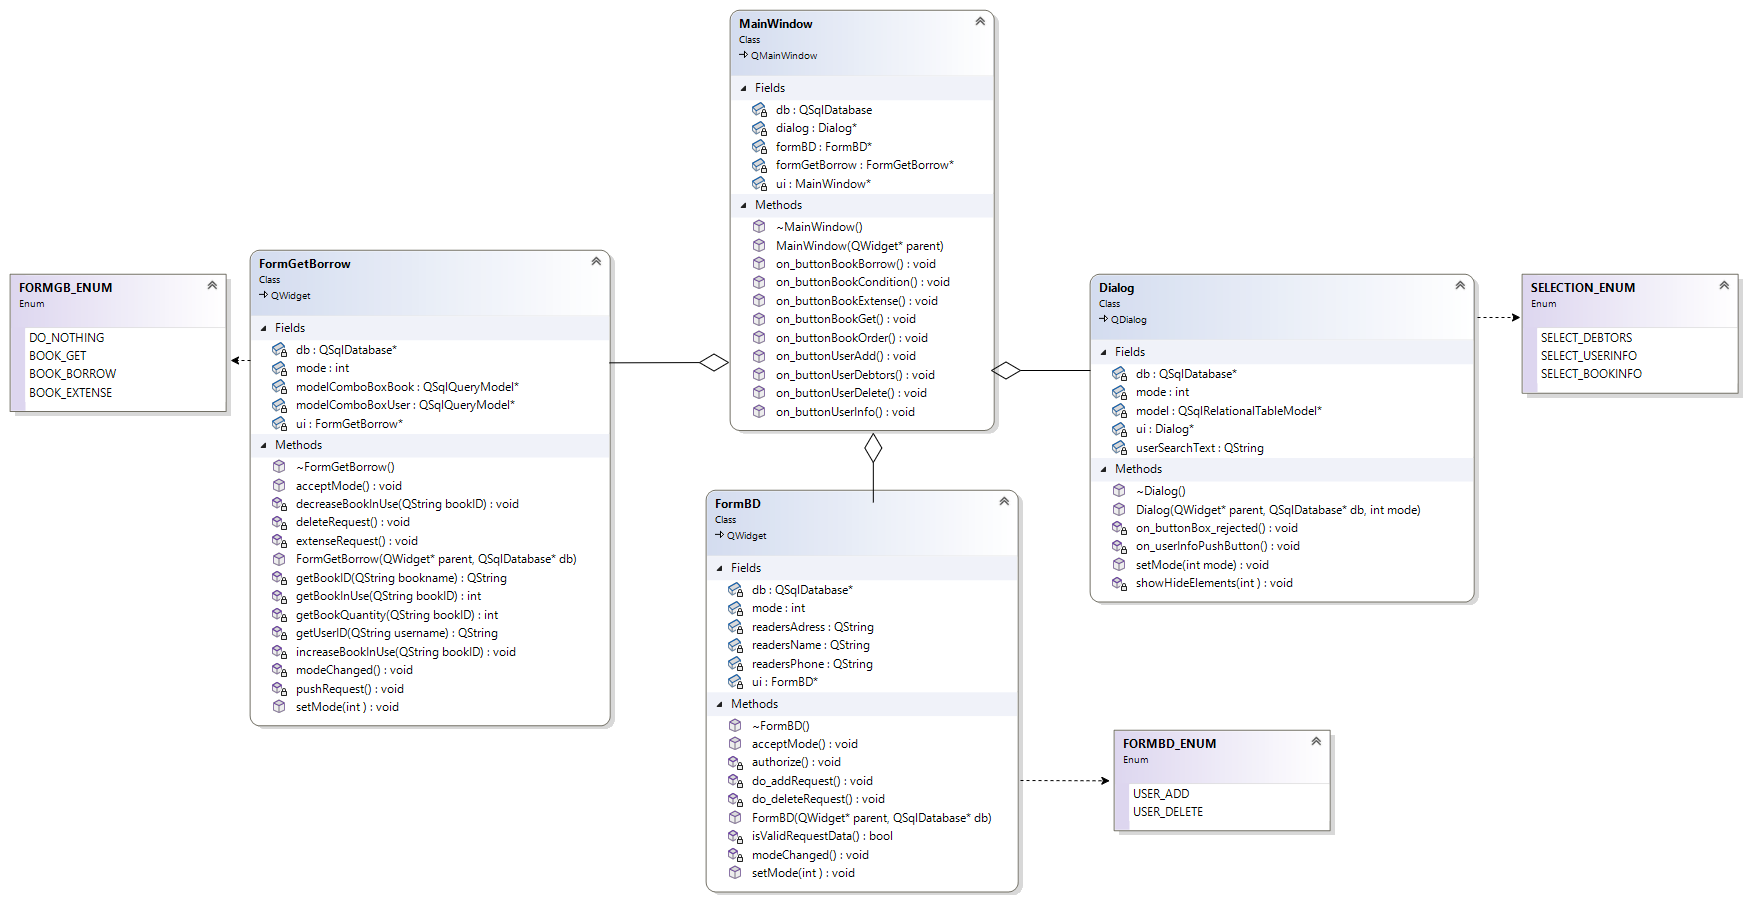 MainWindow
Class
QMainWindow
Fields
db : QSqlDatabase
dialog : Dialog*
formBD : FormBD*
formGetBorrow : FormGetBorrow*
ui : MainWindow*
Methods
~MainWindow()
MainWindow(QWidget* parent)
on_buttonBookBorrow() : void
on_buttonBookCondition() : void
on_buttonBookExtense() : void
on_buttonBookGet() : void
on_buttonBookOrder() : void
on_buttonUserAdd() : void
on_buttonUserDebtors() : void
on_buttonUserDelete() : void
on_buttonUserInfo() : void
FORMGB_ENUM
Enum
DO_NOTHING
BOOK_GET
BOOK_BORROW
BOOK_EXTENSE
FormGetBorrow
Class
QWidget
Fields
db : QSqlDatabase*
mode : int
modelComboBoxBook : QSqlQueryModel*
modelComboBoxUser : QSqlQueryModel*
ui : FormGetBorrow*
Methods
~FormGetBorrow()
acceptMode() : void
decreaseBookInUse(QString bookID) : void
deleteRequest() : void
extenseRequest() : void
FormGetBorrow(QWidget* parent, QSqlDatabase* db)
getBookID(QString bookname) : QString
getBookInUse(QString bookID) : int
getBookQuantity(QString bookID) : int
getUserID(QString username) : QString
increaseBookInUse(QString bookID) : void
modeChanged() : void
pushRequest() : void
setMode(int ) : void
Dialog
Class
QDialog
Fields
db : QSqlDatabase*
mode : int
model : QSqlRelationalTableModel*
ui : Dialog*
userSearchText : QString
Methods
~Dialog()
Dialog(QWidget* parent, QSqlDatabase* db, int mode)
on_buttonBox_rejected() : void
on_userInfoPushButton() : void
setMode(int mode) : void
showHideElements(int ) : void
SELECTION_ENUM
Enum
SELECT_DEBTORS
SELECT_USERINFO
SELECT_BOOKINFO
FormBD
Class
QWidget
Fields
db : QSqlDatabase*
mode : int
readersAdress : QString
readersName : QString
readersPhone : QString
ui : FormBD*
Methods
~FormBD()
acceptMode() : void
authorize() : void
do_addRequest() : void
do_deleteRequest() : void
FormBD(QWidget* parent, QSqlDatabase* db)
isValidRequestData() : bool
modeChanged() : void
setMode(int ) : void
FORMBD_ENUM
Enum
USER_ADD
USER_DELETE